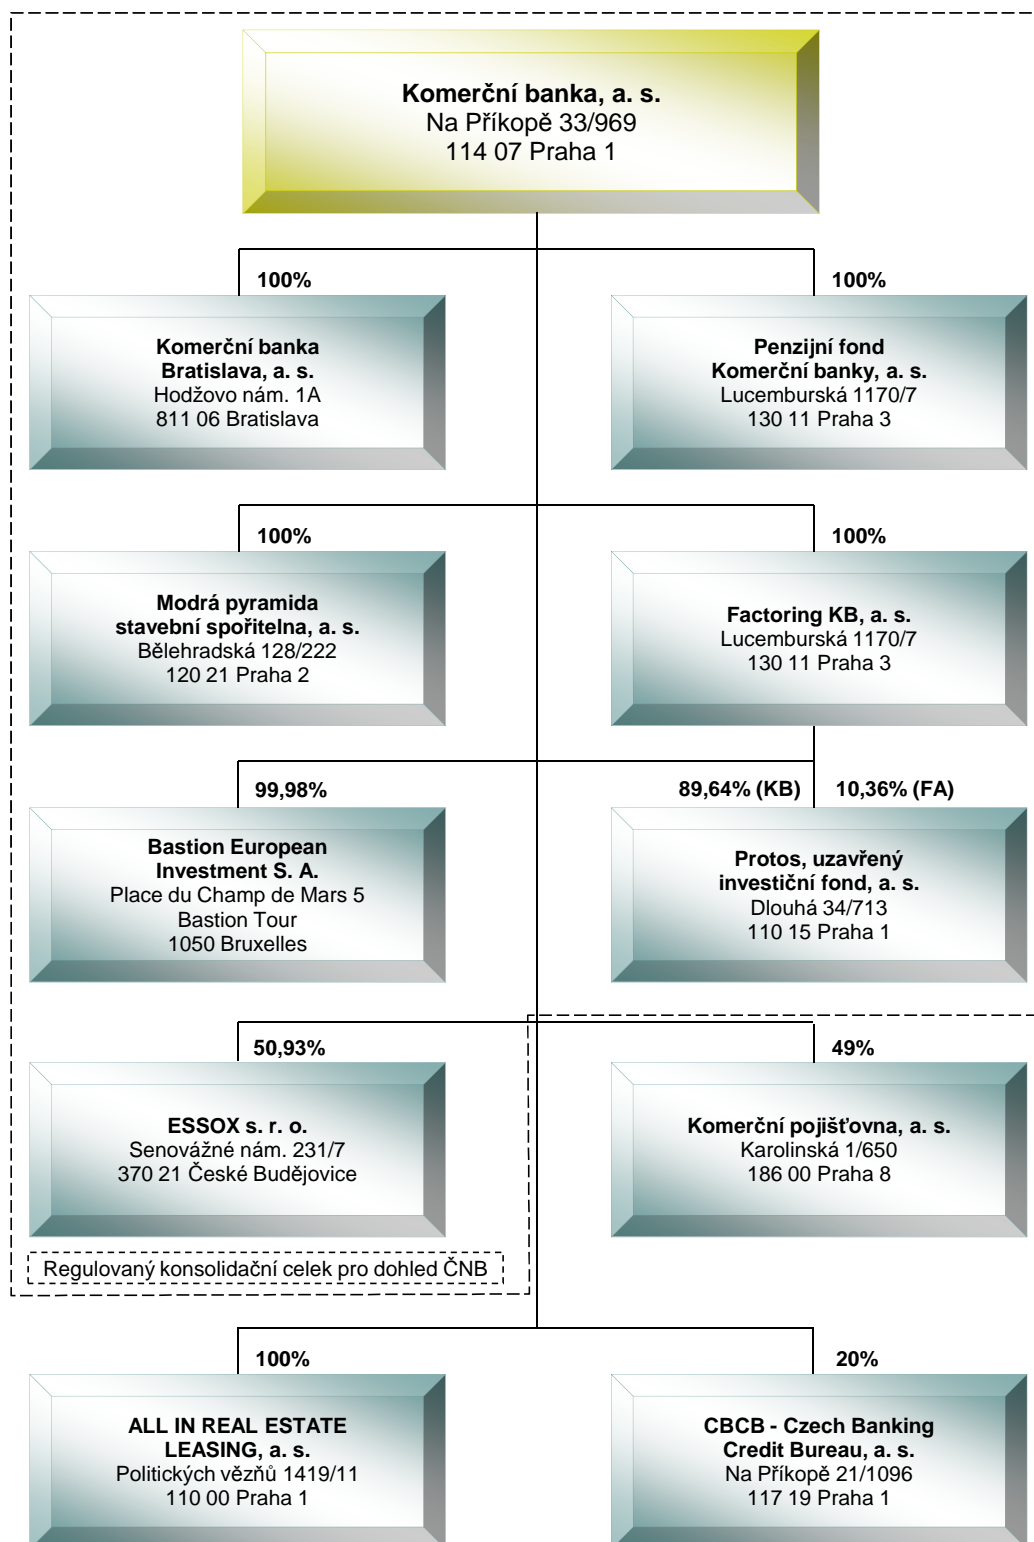 Komerční banka, a. s.
Na Příkopě 33/969
114 07 Praha 1
100%
Komerční banka
Bratislava, a. s.
Hodžovo nám. 1A
811 06 Bratislava
100%
Penzijní fond
Komerční banky, a. s.
Lucemburská 1170/7
130 11 Praha 3
100%
Modrá pyramida
stavební spořitelna, a. s.
Bělehradská 128/222
120 21 Praha 2
100%
Factoring KB, a. s.
Lucemburská 1170/7
130 11 Praha 3
99,98%
Bastion European
Investment S. A.
Place du Champ de Mars 5
Bastion Tour
1050 Bruxelles
89,64% (KB) 10,36% (FA)
Protos, uzavřený
investiční fond, a. s.
Dlouhá 34/713
110 15 Praha 1
50,93%
ESSOX s. r. o.
Senovážné nám. 231/7
370 21 České Budějovice
49%
Komerční pojišťovna, a. s.
Karolinská 1/650
186 00 Praha 8
Regulovaný konsolidační celek pro dohled ČNB
100%
ALL IN REAL ESTATE
LEASING, a. s.
Politických vězňů 1419/11
110 00 Praha 1
20%
CBCB - Czech Banking
Credit Bureau, a. s.
Na Příkopě 21/1096
117 19 Praha 1